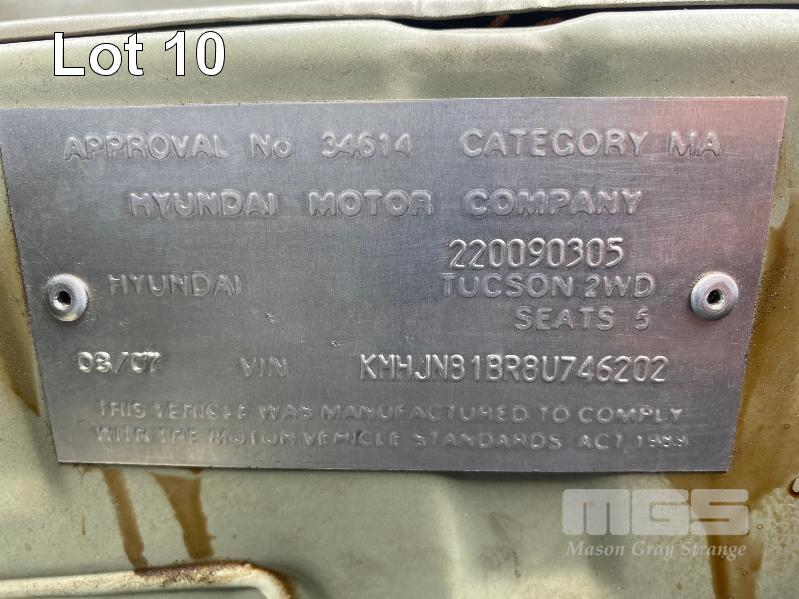 Lot 10
APPROVAL No 34614 CATEGORY MA
HYUNDAI MOTOR COMPANY
220090305
HYUNDAI TUCSON 2WD
SEATS 5
08/07 VIN KMHJN81BR8U746202
THIS VEHICLE WAS MANUFACTURED TO COMPLY
WITH THE MOTOR VEHICLE STANDARDS ACT 1989
MGS
Mason Gray Strange